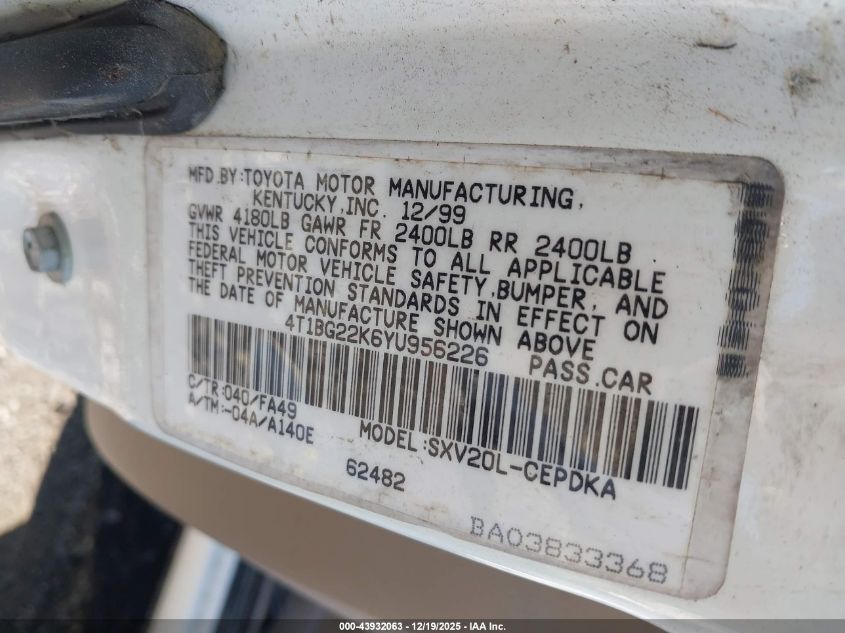 MFD.BY:TOYOTA MOTOR MANUFACTURING,
KENTUCKY,INC. 12/99
GVWR 4180LB GAWR FR 2400LB RR 2400LB
THIS VEHICLE CONFORMS TO ALL APPLICABLE
FEDERAL MOTOR VEHICLE SAFETY,BUMPER, AND
THEFT PREVENTION STANDARDS IN EFFECT ON
THE DATE OF MANUFACTURE SHOWN ABOVE
4T1BG22K6YU956226 PASS.CAR
C/TR:040/FA49
A/TM:-04A/A140E MODEL:SXV20L-CEPDKA
62482
BA03833368
000-43932063 - 12/19/2025 - IAA Inc.